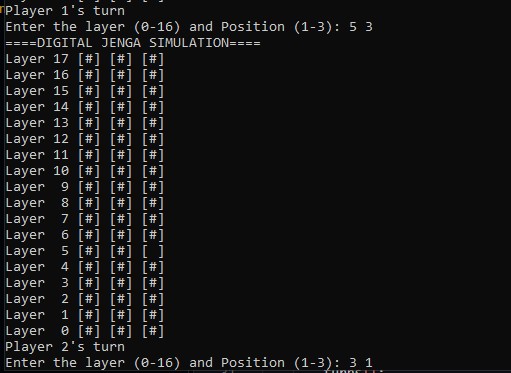 Player 1's turn
Enter the layer (0-16) and Position (1-3): 5 3
====DIGITAL JENGA SIMULATION====
Layer 17 [#] [#] [#]
Layer 16 [#] [#] [#]
Layer 15 [#] [#] [#]
Layer 14 [#] [#] [#]
Layer 13 [#] [#] [#]
Layer 12 [#] [#] [#]
Layer 11 [#] [#] [#]
Layer 10 [#] [#] [#]
Layer  9 [#] [#] [#]
Layer  8 [#] [#] [#]
Layer  7 [#] [#] [#]
Layer  6 [#] [#] [#]
Layer  5 [#] [#] [ ]
Layer  4 [#] [#] [#]
Layer  3 [#] [#] [#]
Layer  2 [#] [#] [#]
Layer  1 [#] [#] [#]
Layer  0 [#] [#] [#]
Player 2's turn
Enter the layer (0-16) and Position (1-3): 3 1